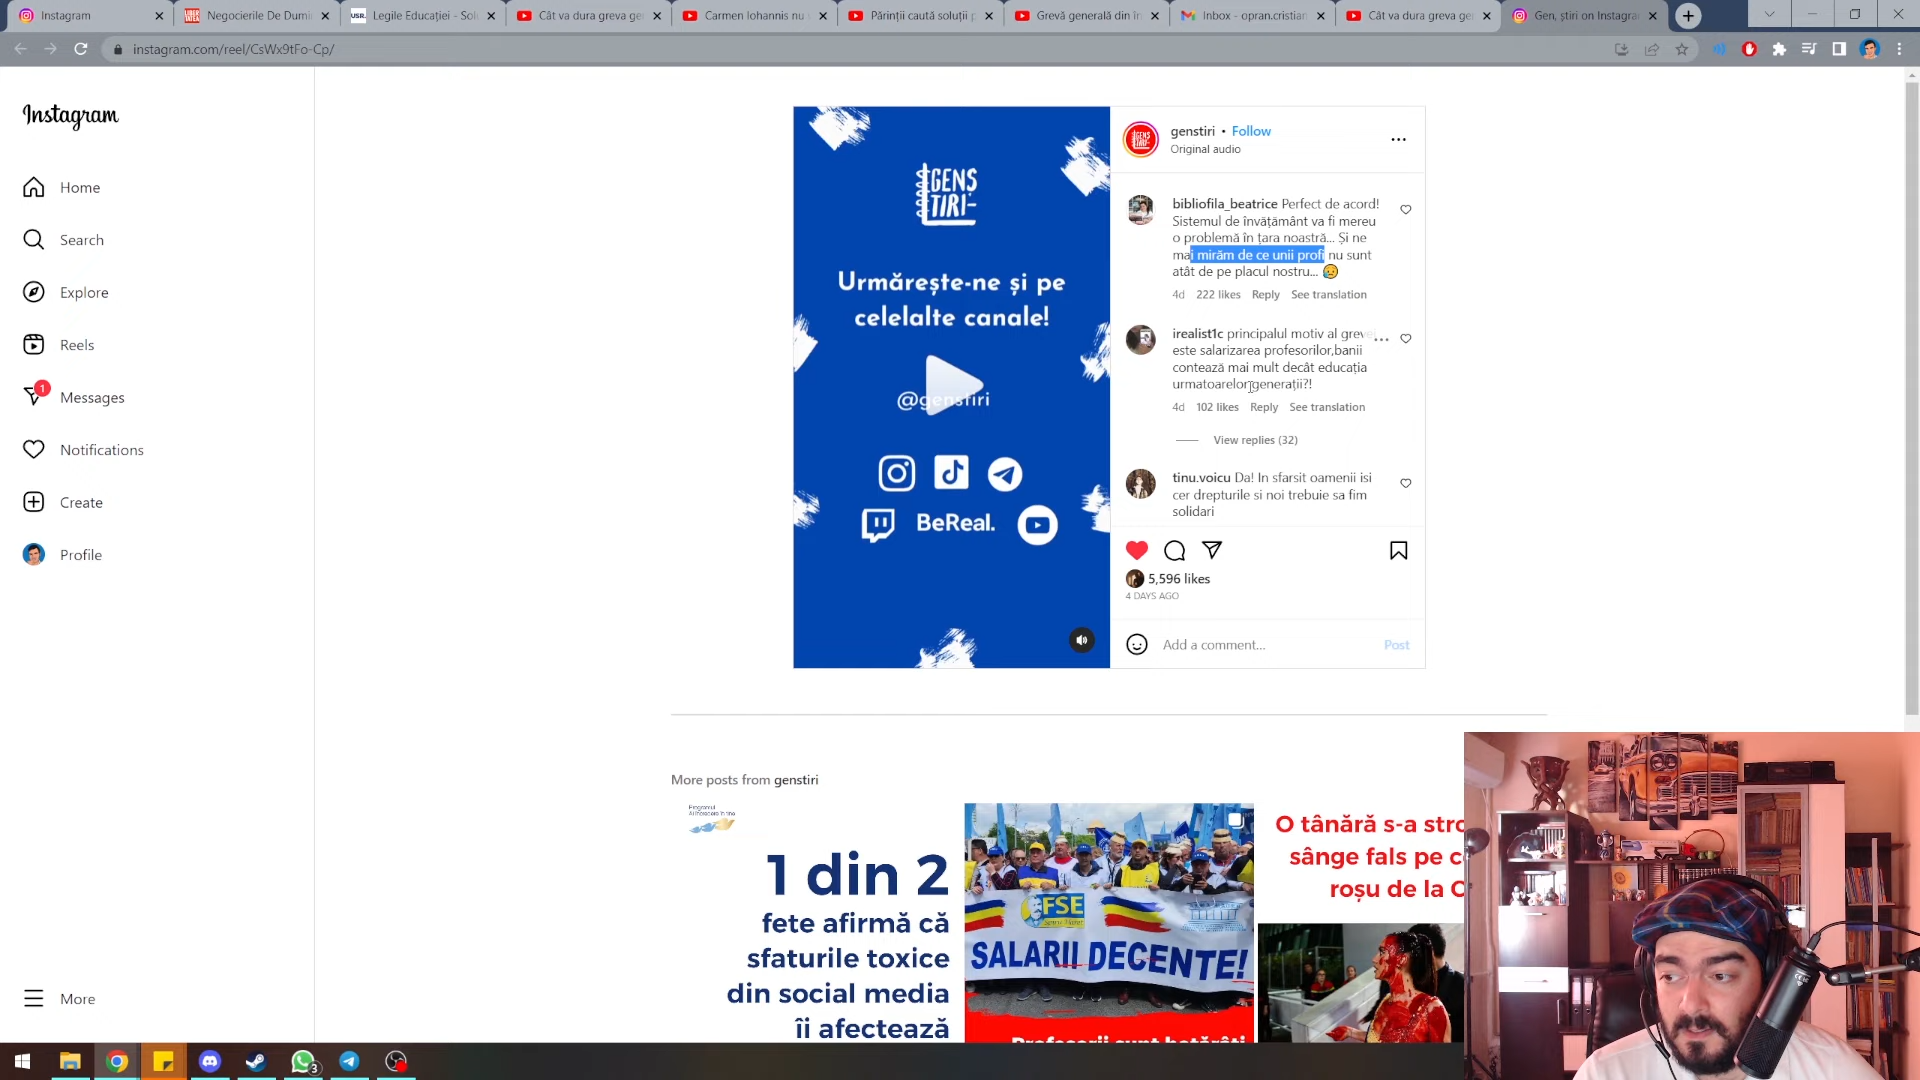 Instagram
Negocierile De Dumi
Legile Educației - Sol
Cât va dura greva ge
Carmen Iohannis nu
Părinții caută soluții p
Grevă generală din în
Inbox - opran.cristian
Cât va dura greva ge
Gen, știri on Instagra
instagram.com/reel/CsWx9tFo-Cp/
Instagram
Home
Search
Explore
Reels
1
Messages
Notifications
Create
Profile
More
GENȘ
TIRI-
Urmărește-ne și pe
celelalte canale!
@genstiri
BeReal.
genstiri • Follow
Original audio
bibliofila_beatrice Perfect de acord!
Sistemul de învățământ va fi mereu
o problemă în țara noastră... Și ne
mai mirăm de ce unii profi nu sunt
atât de pe placul nostru... 😥
4d 222 likes Reply See translation
irealist1c principalul motiv al grevei
este salarizarea profesorilor,banii
contează mai mult decât educația
urmatoarelor generații?!
4d 102 likes Reply See translation
View replies (32)
tinu.voicu Da! In sfarsit oamenii isi
cer drepturile si noi trebuie sa fim
solidari
5,596 likes
4 DAYS AGO
Add a comment...
Post
More posts from genstiri
1 din 2
fete afirmă că
sfaturile toxice
din social media
îi afectează
FSE
SALARII DECENTE!
Profesorii sunt hotărâți
O tânără s-a stro
sânge fals pe c
roșu de la C
3